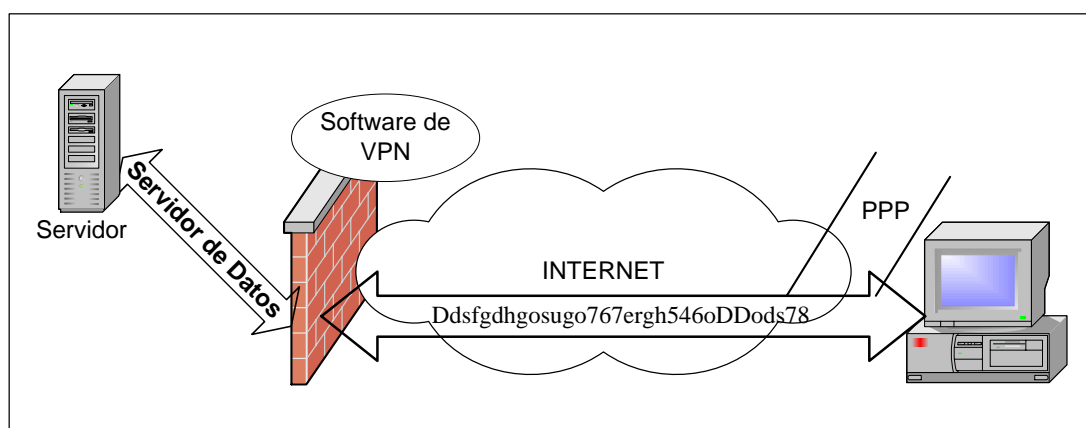 Software de
VPN
PPP
Servidor
Servidor de Datos
INTERNET
Ddsfgdhgosugo767ergh546oDDods78